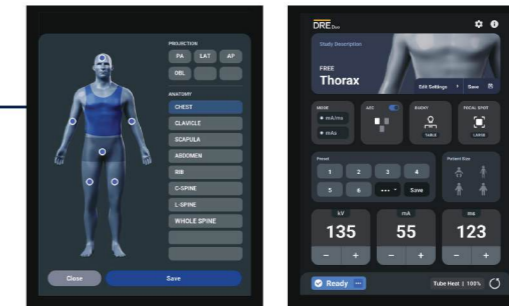 PROJECTION
PA LAT AP
OBL
ANATOMY
CHEST
CLAVICLE
SCAPULA
ABDOMEN
RIB
C-SPINE
L-SPINE
WHOLE SPINE
Close Save
DRE.
Study Description
FREE
Thorax
Edit Settings Save
MODE AEC BUCKY FOCAL SPOT
mA/ms
mAs
TABLE LARGE
Preset Patient Size
1 2 3 4
5 6 Save
kV mA ms
135 55 123
- + - + - +
Ready Tube Heat | 100%